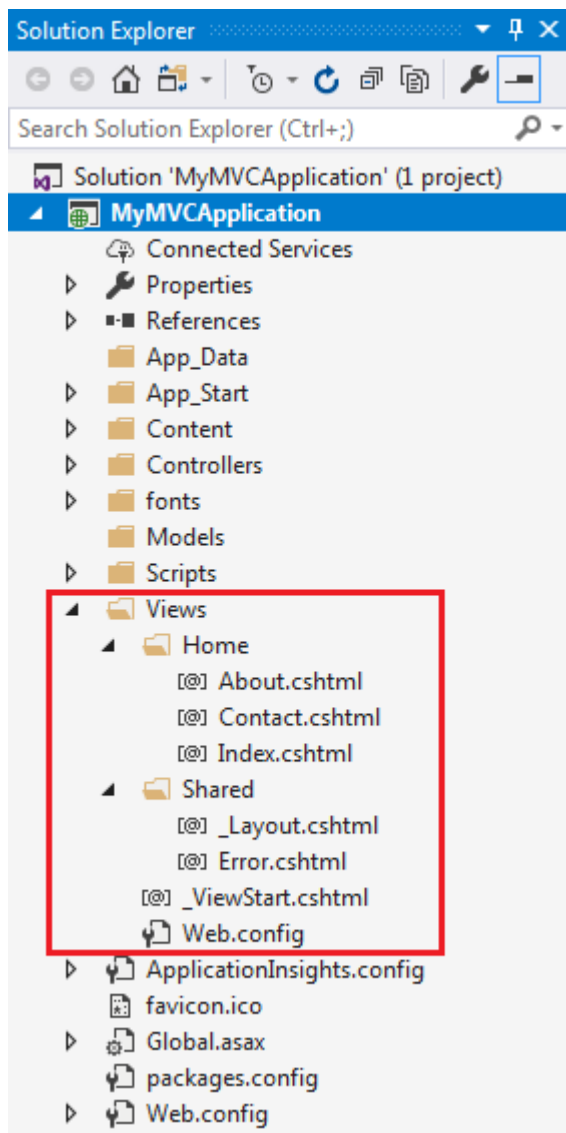 Solution Explorer
Search Solution Explorer (Ctrl+;)
Solution 'MyMVCApplication' (1 project)
MyMVCApplication
Connected Services
Properties
References
App_Data
App_Start
Content
Controllers
fonts
Models
Scripts
Views
Home
[@] About.cshtml
[@] Contact.cshtml
[@] Index.cshtml
Shared
[@] _Layout.cshtml
[@] Error.cshtml
[@] _ViewStart.cshtml
Web.config
ApplicationInsights.config
favicon.ico
Global.asax
packages.config
Web.config